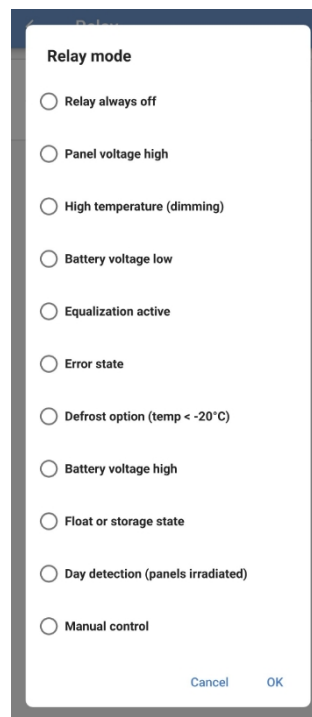 Relay
Relay mode
Relay always off
Panel voltage high
High temperature (dimming)
Battery voltage low
Equalization active
Error state
Defrost option (temp < -20°C)
Battery voltage high
Float or storage state
Day detection (panels irradiated)
Manual control
Cancel OK